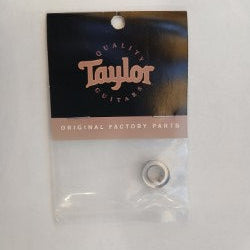 QUALITY
Taylor
GUITARS
ORIGINAL FACTORY PARTS